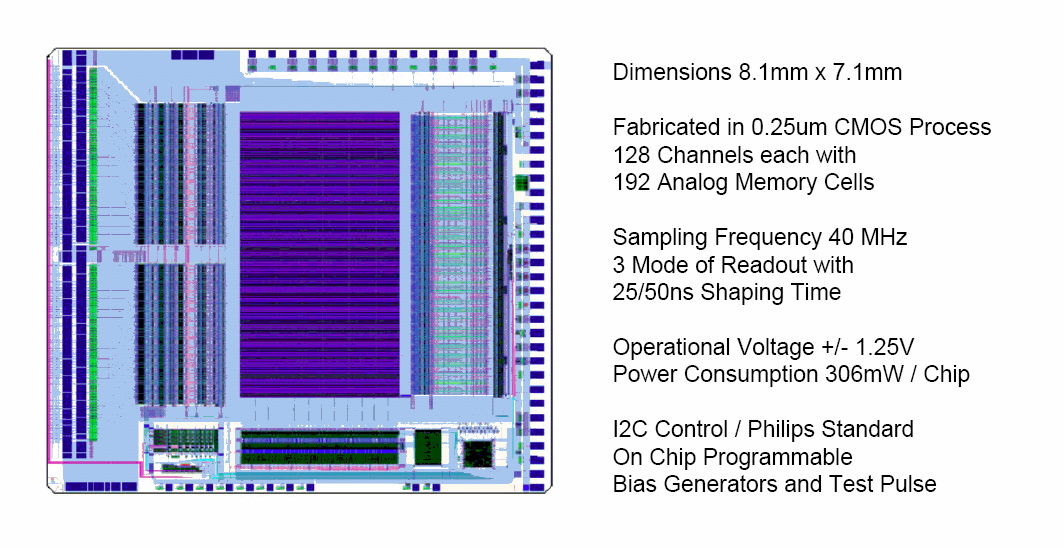 Dimensions 8.1mm x 7.1mm
Fabricated in 0.25um CMOS Process
128 Channels each with
192 Analog Memory Cells
Sampling Frequency 40 MHz
3 Mode of Readout with
25/50ns Shaping Time
Operational Voltage +/- 1.25V
Power Consumption 306mW / Chip
I2C Control / Philips Standard
On Chip Programmable
Bias Generators and Test Pulse